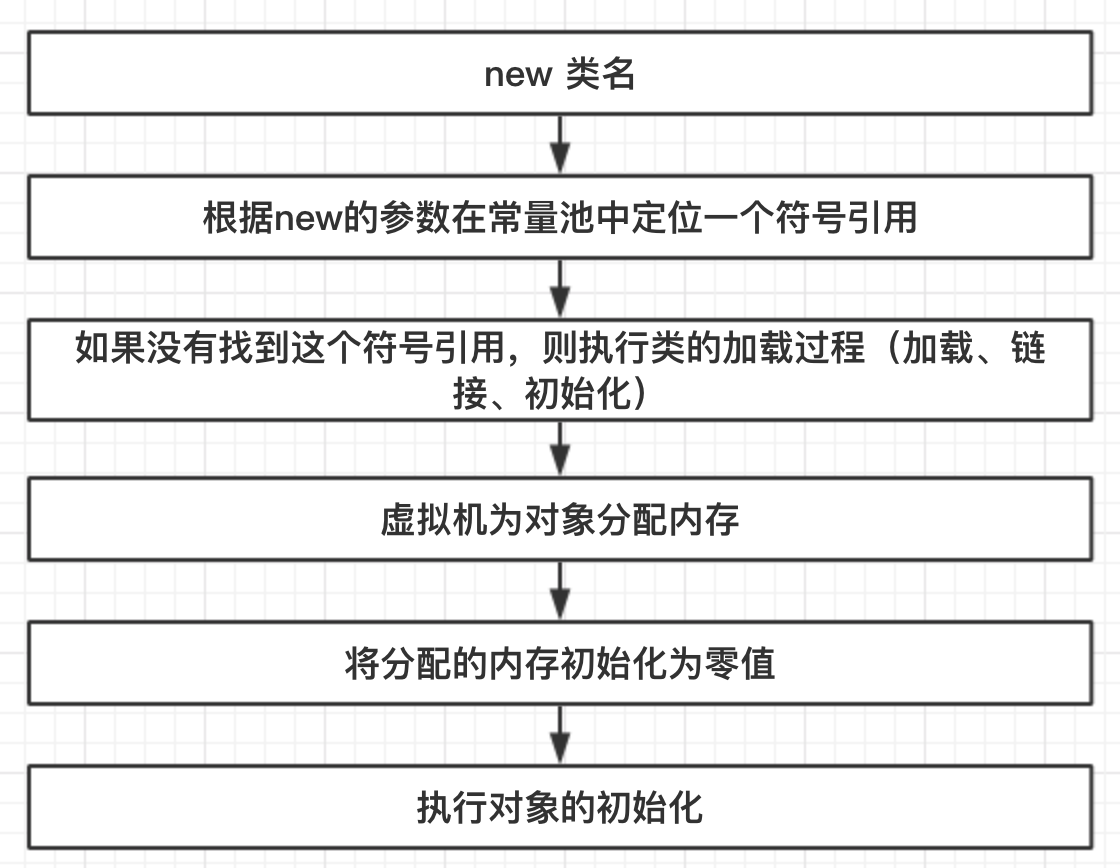 new 类名
根据new的参数在常量池中定位一个符号引用
如果没有找到这个符号引用，则执行类的加载过程（加载、链
接、初始化）
虚拟机为对象分配内存
将分配的内存初始化为零值
执行对象的初始化